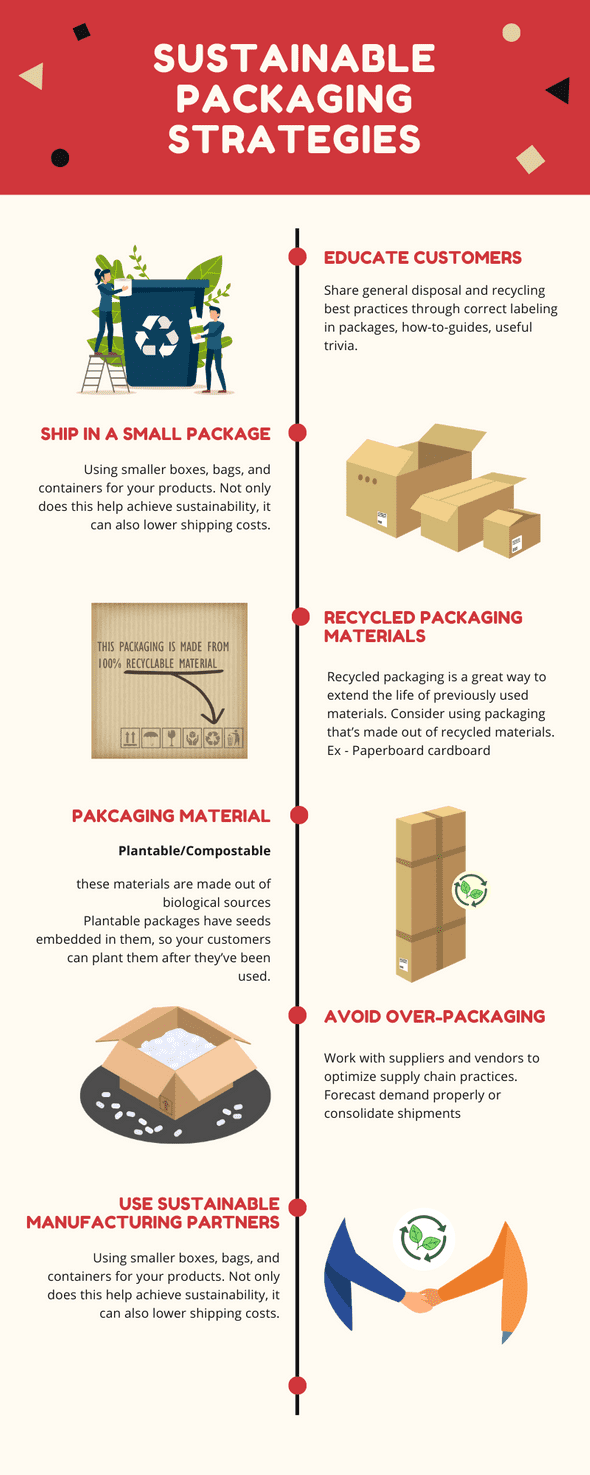 SUSTAINABLE
PACKAGING
STRATEGIES
EDUCATE CUSTOMERS
Share general disposal and recycling
best practices through correct labeling
in packages, how-to-guides, useful
trivia.
SHIP IN A SMALL PACKAGE
Using smaller boxes, bags, and
containers for your products. Not only
does this help achieve sustainability, it
can also lower shipping costs.
THIS PACKAGING IS MADE FROM
100% RECYCLABLE MATERIAL
RECYCLED PACKAGING
MATERIALS
Recycled packaging is a great way to
extend the life of previously used
materials. Consider using packaging
that's made out of recycled materials.
Ex - Paperboard cardboard
PAKCAGING MATERIAL
Plantable/Compostable
these materials are made out of
biological sources
Plantable packages have seeds
embedded in them, so your customers
can plant them after they've been
used.
AVOID OVER-PACKAGING
Work with suppliers and vendors to
optimize supply chain practices.
Forecast demand properly or
consolidate shipments
USE SUSTAINABLE
MANUFACTURING PARTNERS
Using smaller boxes, bags, and
containers for your products. Not only
does this help achieve sustainability, it
can also lower shipping costs.